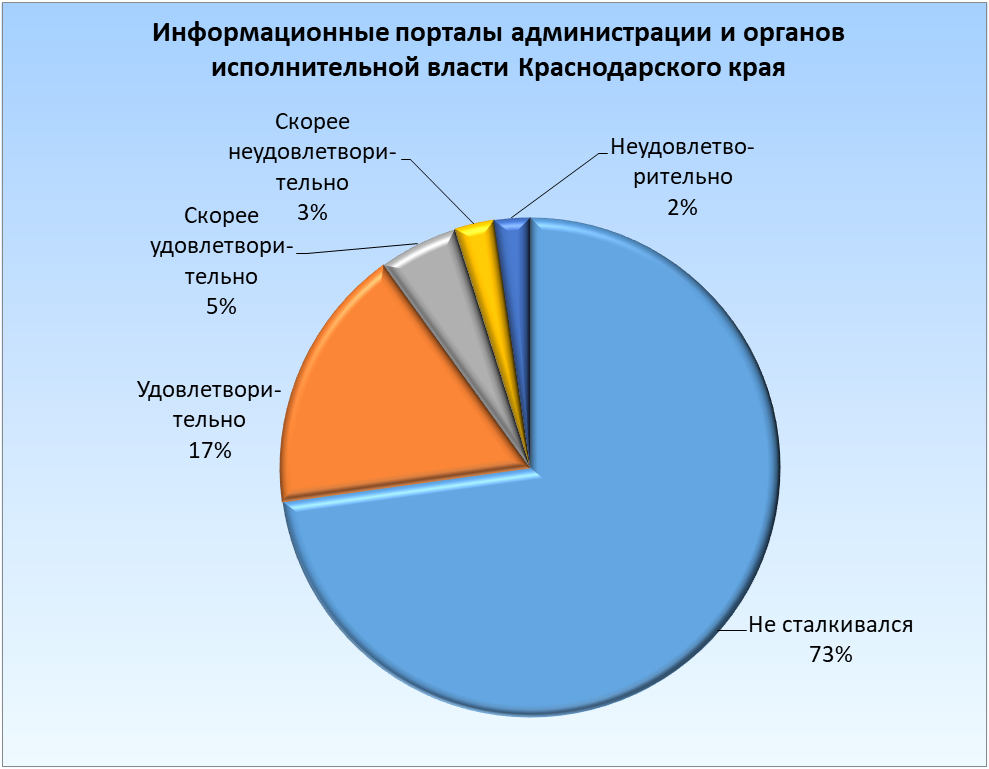 Информационные порталы администрации и органов
исполнительной власти Краснодарского края
Скорее
неудовлетвори-
тельно
3%
Неудовлетво-
рительно
2%
Скорее
удовлетвори-
тельно
5%
Удовлетвори-
тельно
17%
Не сталкивался
73%